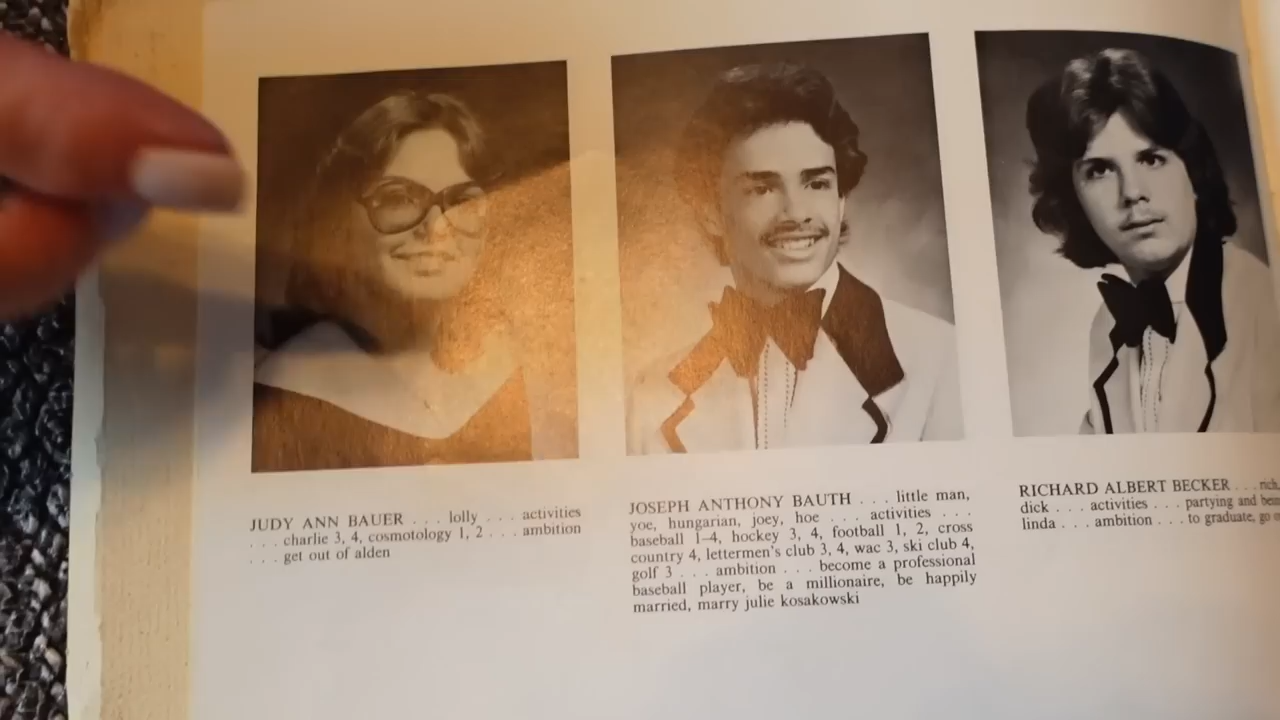 JUDY ANN BAUER . . . lolly . . . activities
. . . charlie 3, 4, cosmotology 1, 2 . . . ambition
. . . get out of alden
JOSEPH ANTHONY BAUTH . . . little man,
yoe, hungarian, joey, hoe . . . activities . . .
baseball 1–4, hockey 3, 4, football 1, 2, cross
country 4, lettermen's club 3, 4, wac 3, ski club 4,
golf 3 . . . ambition . . . become a professional
baseball player, be a millionaire, be happily
married, marry julie kosakowski
RICHARD ALBERT BECKER . . . rich,
dick . . . activities . . . partying and
linda . . . ambition . . . to graduate, go